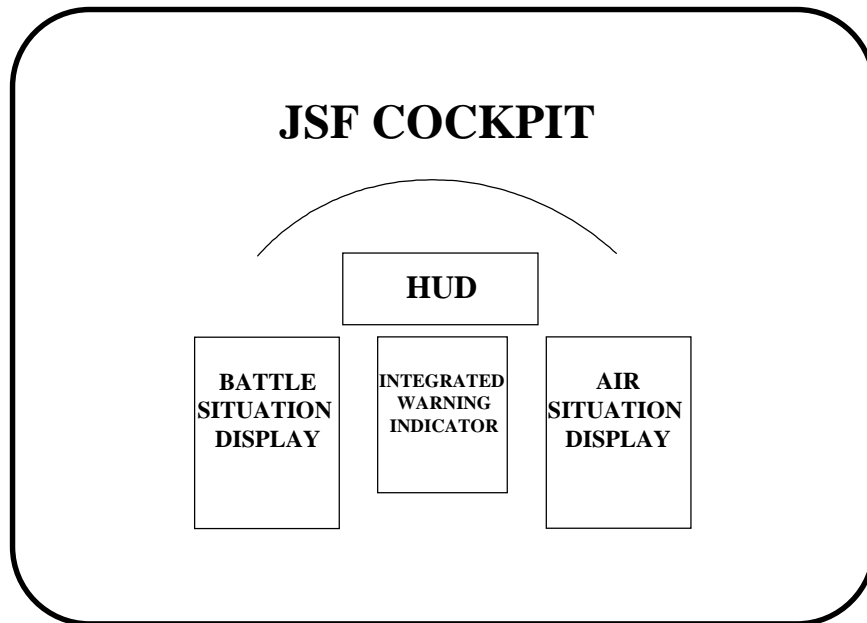 JSF COCKPIT
HUD
BATTLE
SITUATION
DISPLAY
INTEGRATED
WARNING
INDICATOR
AIR
SITUATION
DISPLAY